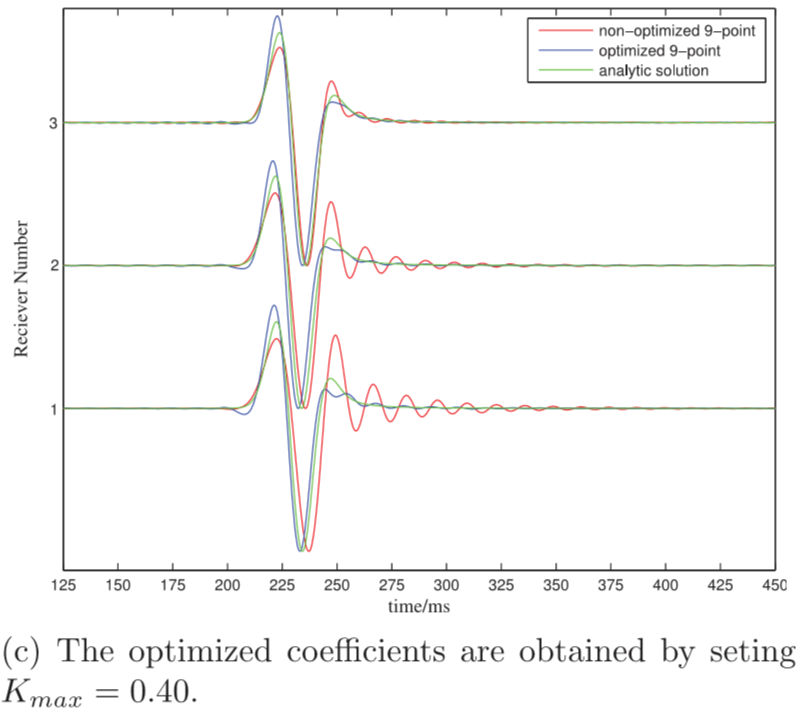 non-optimized 9-point
optimized 9-point
analytic solution
3
2
1
Reciever Number
125 150 175 200 225 250 275 300 325 350 375 400 425 450
time/ms
(c) The optimized coefficients are obtained by seting
K_{max} = 0.40.